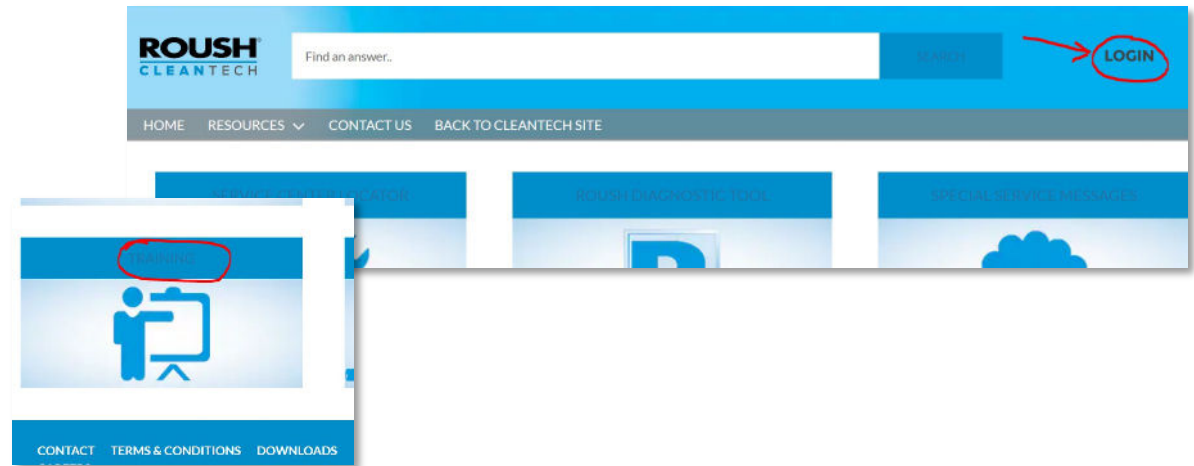 ROUSH®
CLEANTECH
Find an answer..
SEARCH
LOGIN
HOME RESOURCES CONTACT US BACK TO CLEANTECH SITE
SERVICE CENTER LOCATOR
ROUSH DIAGNOSTIC TOOL
SPECIAL SERVICE MESSAGES
TRAINING
CONTACT TERMS & CONDITIONS DOWNLOADS
CAREERS